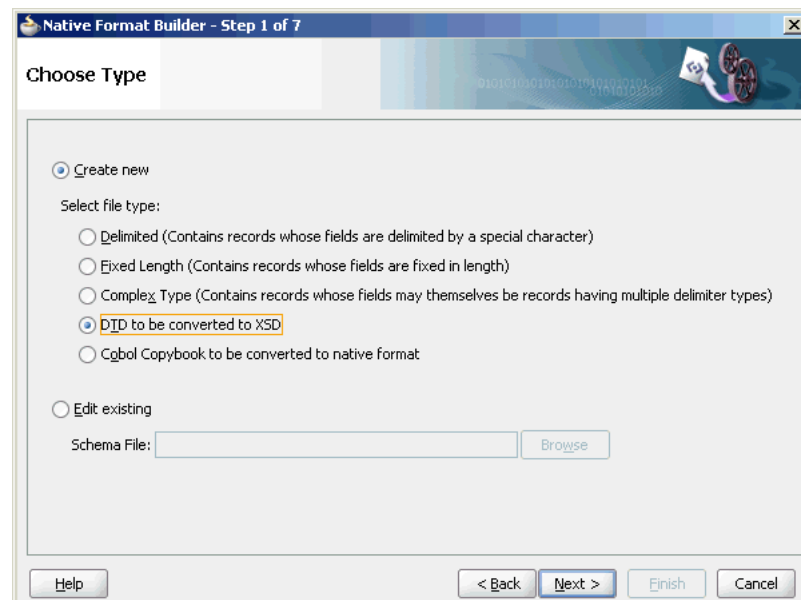 Native Format Builder - Step 1 of 7
Choose Type
Create new
Select file type:
Delimited (Contains records whose fields are delimited by a special character)
Fixed Length (Contains records whose fields are fixed in length)
Complex Type (Contains records whose fields may themselves be records having multiple delimiter types)
DTD to be converted to XSD
Cobol Copybook to be converted to native format
Edit existing
Schema File:
Browse
Help
< Back
Next >
Finish
Cancel